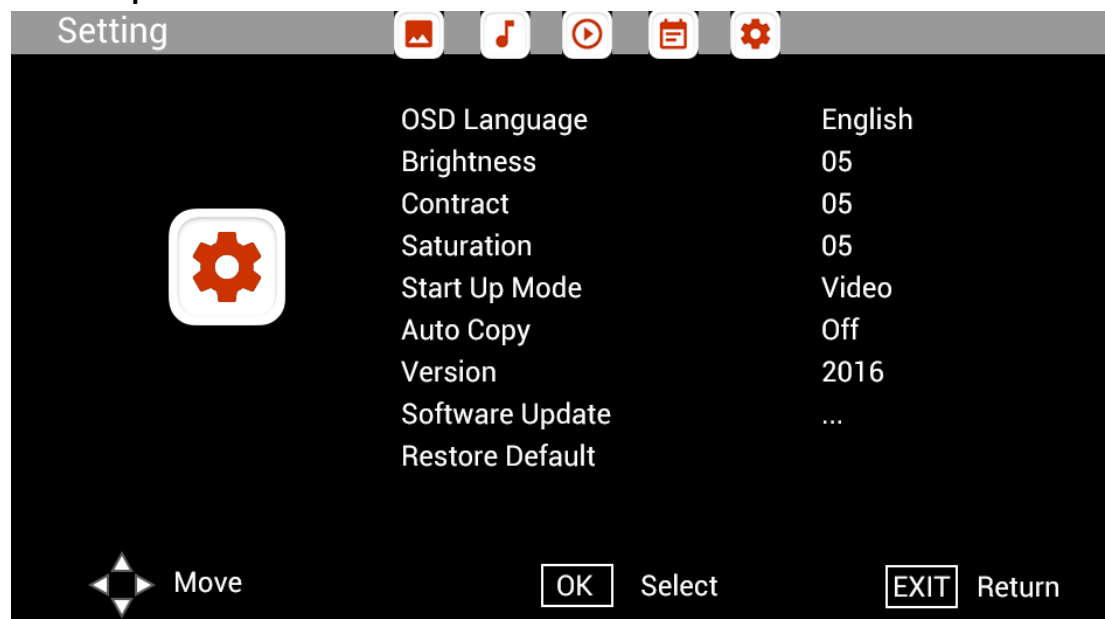 Setting
OSD Language English
Brightness 05
Contract 05
Saturation 05
Start Up Mode Video
Auto Copy Off
Version 2016
Software Update ...
Restore Default
Move OK Select EXIT Return